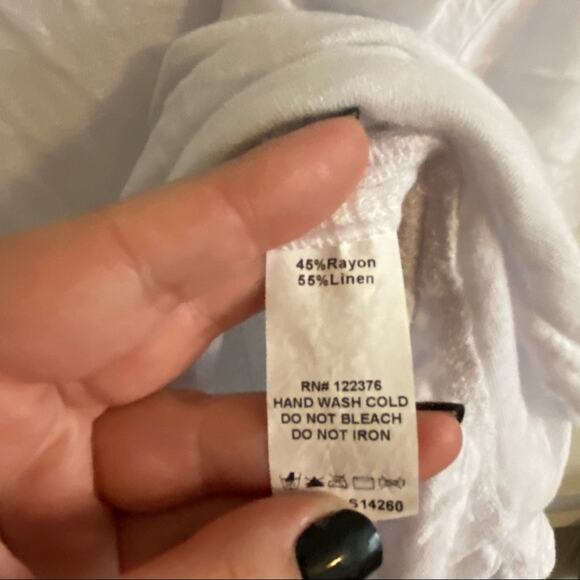 45%Rayon
55%Linen
RN# 122376
HAND WASH COLD
DO NOT BLEACH
DO NOT IRON
S14260